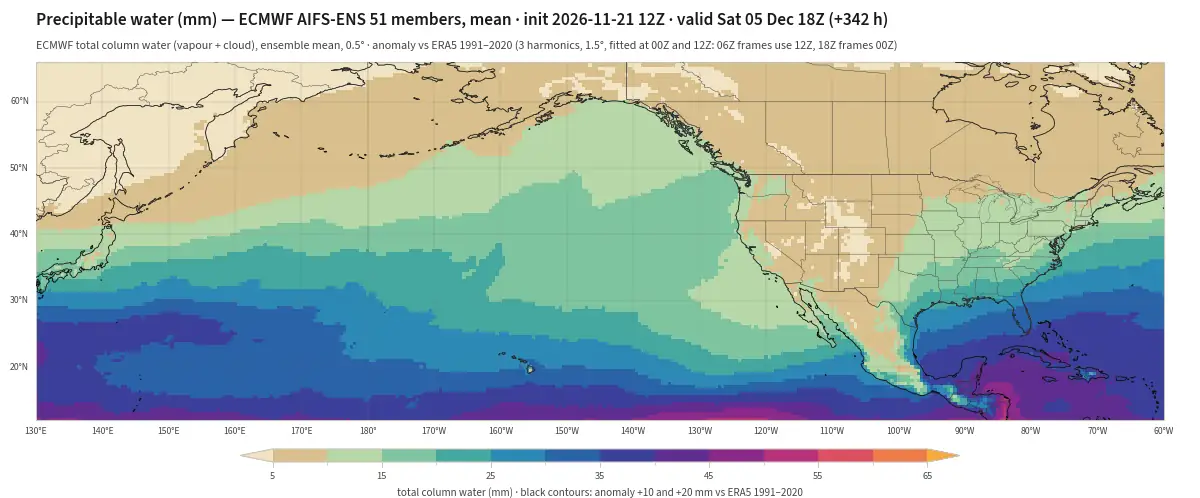 Precipitable water (mm) — ECMWF AIFS-ENS 51 members, mean · init 2026-11-21 12Z · valid Sat 05 Dec 18Z (+342 h)
ECMWF total column water (vapour + cloud), ensemble mean, 0.5° · anomaly vs ERA5 1991–2020 (3 harmonics, 1.5°, fitted at 00Z and 12Z: 06Z frames use 12Z, 18Z frames 00Z)
60°N
50°N
40°N
30°N
20°N
130°E 140°E 150°E 160°E 170°E 180° 170°W 160°W 150°W 140°W 130°W 120°W 110°W 100°W 90°W 80°W 70°W 60°W
5 15 25 35 45 55 65
total column water (mm) · black contours: anomaly +10 and +20 mm vs ERA5 1991–2020